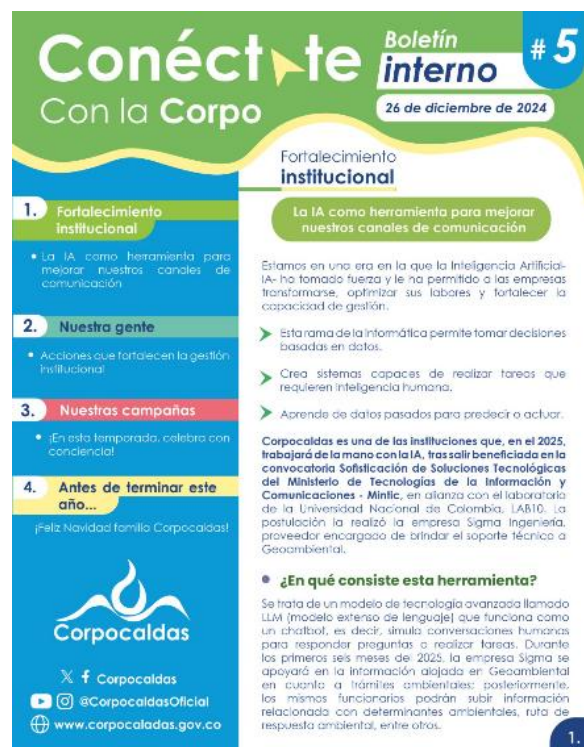 Conéctate
Con la Corpo
Boletín
interno
#5
26 de diciembre de 2024
1. Fortalecimiento
institucional
• La IA como herramienta para
mejorar nuestros canales de
comunicación
2. Nuestra gente
• Acciones que fortalecen la gestión
institucional
3. Nuestras campañas
• ¡En esta temporada, celebra con
conciencia!
4. Antes de terminar este
año...
¡Feliz Navidad familia Corpocaldas!
Corpocaldas
Corpocaldas
@CorpocaldasOficial
www.corpocaladas.gov.co
Fortalecimiento
institucional
La IA como herramienta para mejorar
nuestros canales de comunicación
Estamos en una era en la que la Inteligencia Artificial-
IA- ha tomado fuerza y le ha permitido a las empresas
transformarse, optimizar sus labores y fortalecer la
capacidad de gestión.
Esta rama de la informática permite tomar decisiones
basadas en datos.
Crea sistemas capaces de realizar tareas que
requieren inteligencia humana.
Aprende de datos pasados para predecir o actuar.
Corpocaldas es una de las instituciones que, en el 2025,
trabajará de la mano con la IA, tras salir beneficiada en la
convocatoria Sofisticación de Soluciones Tecnológicas
del Ministerio de Tecnologías de la Información y
Comunicaciones - Mintic, en alianza con el laboratorio
de la Universidad Nacional de Colombia, LAB10. La
postulación la realizó la empresa Sigma Ingeniería,
proveedor encargado de brindar el soporte técnico a
Geoambiental.
• ¿En qué consiste esta herramienta?
Se trata de un modelo de tecnología avanzada llamado
LLM (modelo extenso de lenguaje) que funciona como
un chatbot, es decir, simula conversaciones humanas
para responder preguntas o realizar tareas. Durante
los primeros seis meses del 2025, la empresa Sigma se
apoyará en la información alojada en Geoambiental
en cuanto a trámites ambientales; posteriormente,
los mismos funcionarios podrán subir información
relacionada con determinantes ambientales, ruta de
respuesta ambiental, entre otros.
1.